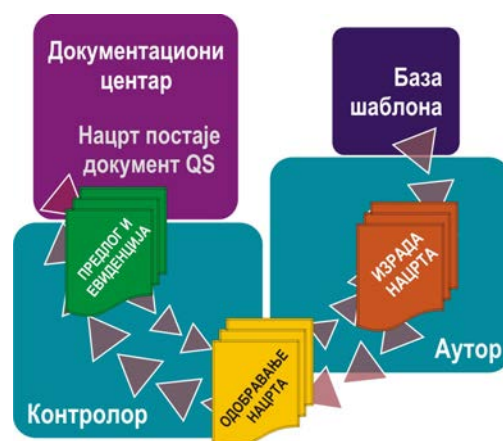 Документациони
центар
Нацрт постаје
документ QS
База
шаблона
ПРЕДЛОГ И
ЕВИДЕНЦИЈА
ИЗРАДА
НАЦРТА
ОДОБРАВАЊЕ
НАЦРТА
Аутор
Контролор